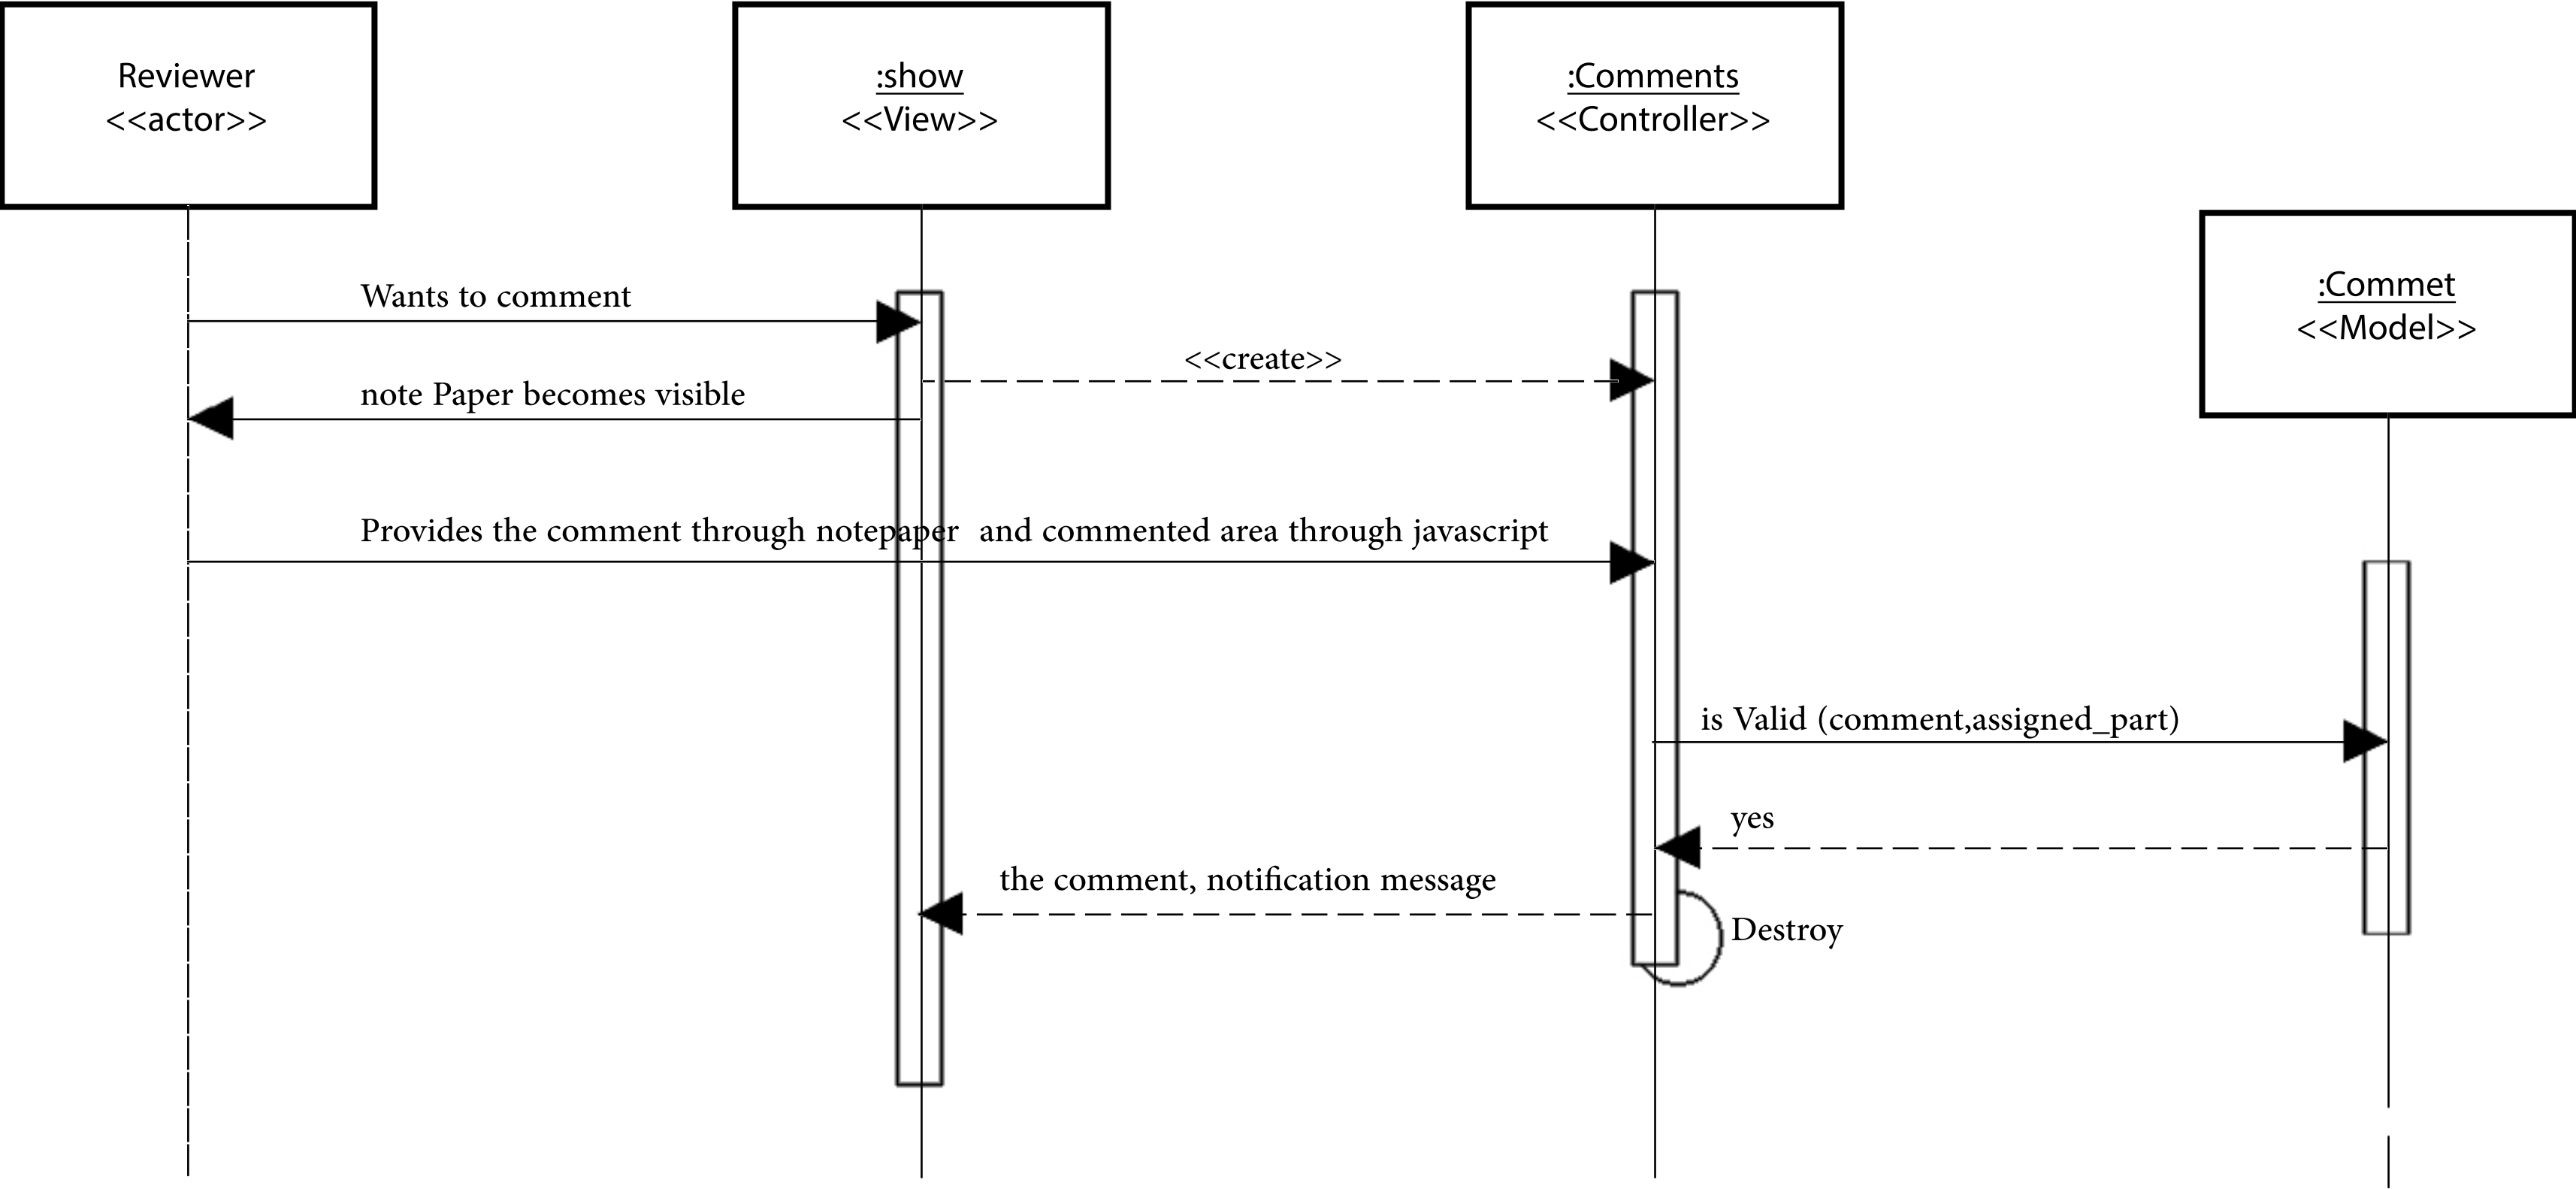 Reviewer
<<actor>>
:show
<<View>>
:Comments
<<Controller>>
:Commet
<<Model>>
Wants to comment
<<create>>
note Paper becomes visible
Provides the comment through notepaper  and commented area through javascript
is Valid (comment,assigned_part)
yes
the comment, notification message
Destroy